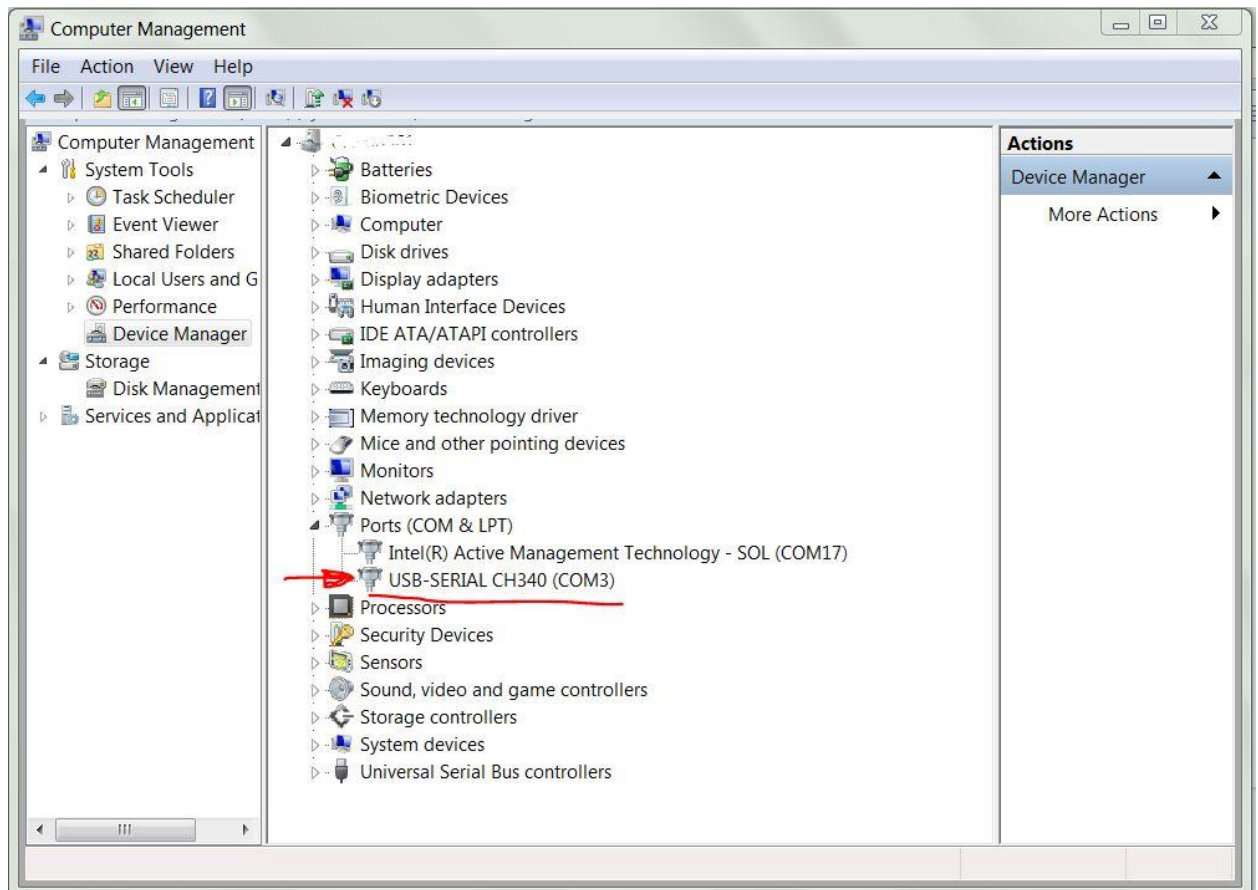 Computer Management
File Action View Help
Computer Management
System Tools
Task Scheduler
Event Viewer
Shared Folders
Local Users and G
Performance
Device Manager
Storage
Disk Management
Services and Applicat
Batteries
Biometric Devices
Computer
Disk drives
Display adapters
Human Interface Devices
IDE ATA/ATAPI controllers
Imaging devices
Keyboards
Memory technology driver
Mice and other pointing devices
Monitors
Network adapters
Ports (COM & LPT)
Intel(R) Active Management Technology - SOL (COM17)
USB-SERIAL CH340 (COM3)
Processors
Security Devices
Sensors
Sound, video and game controllers
Storage controllers
System devices
Universal Serial Bus controllers
Actions
Device Manager
More Actions